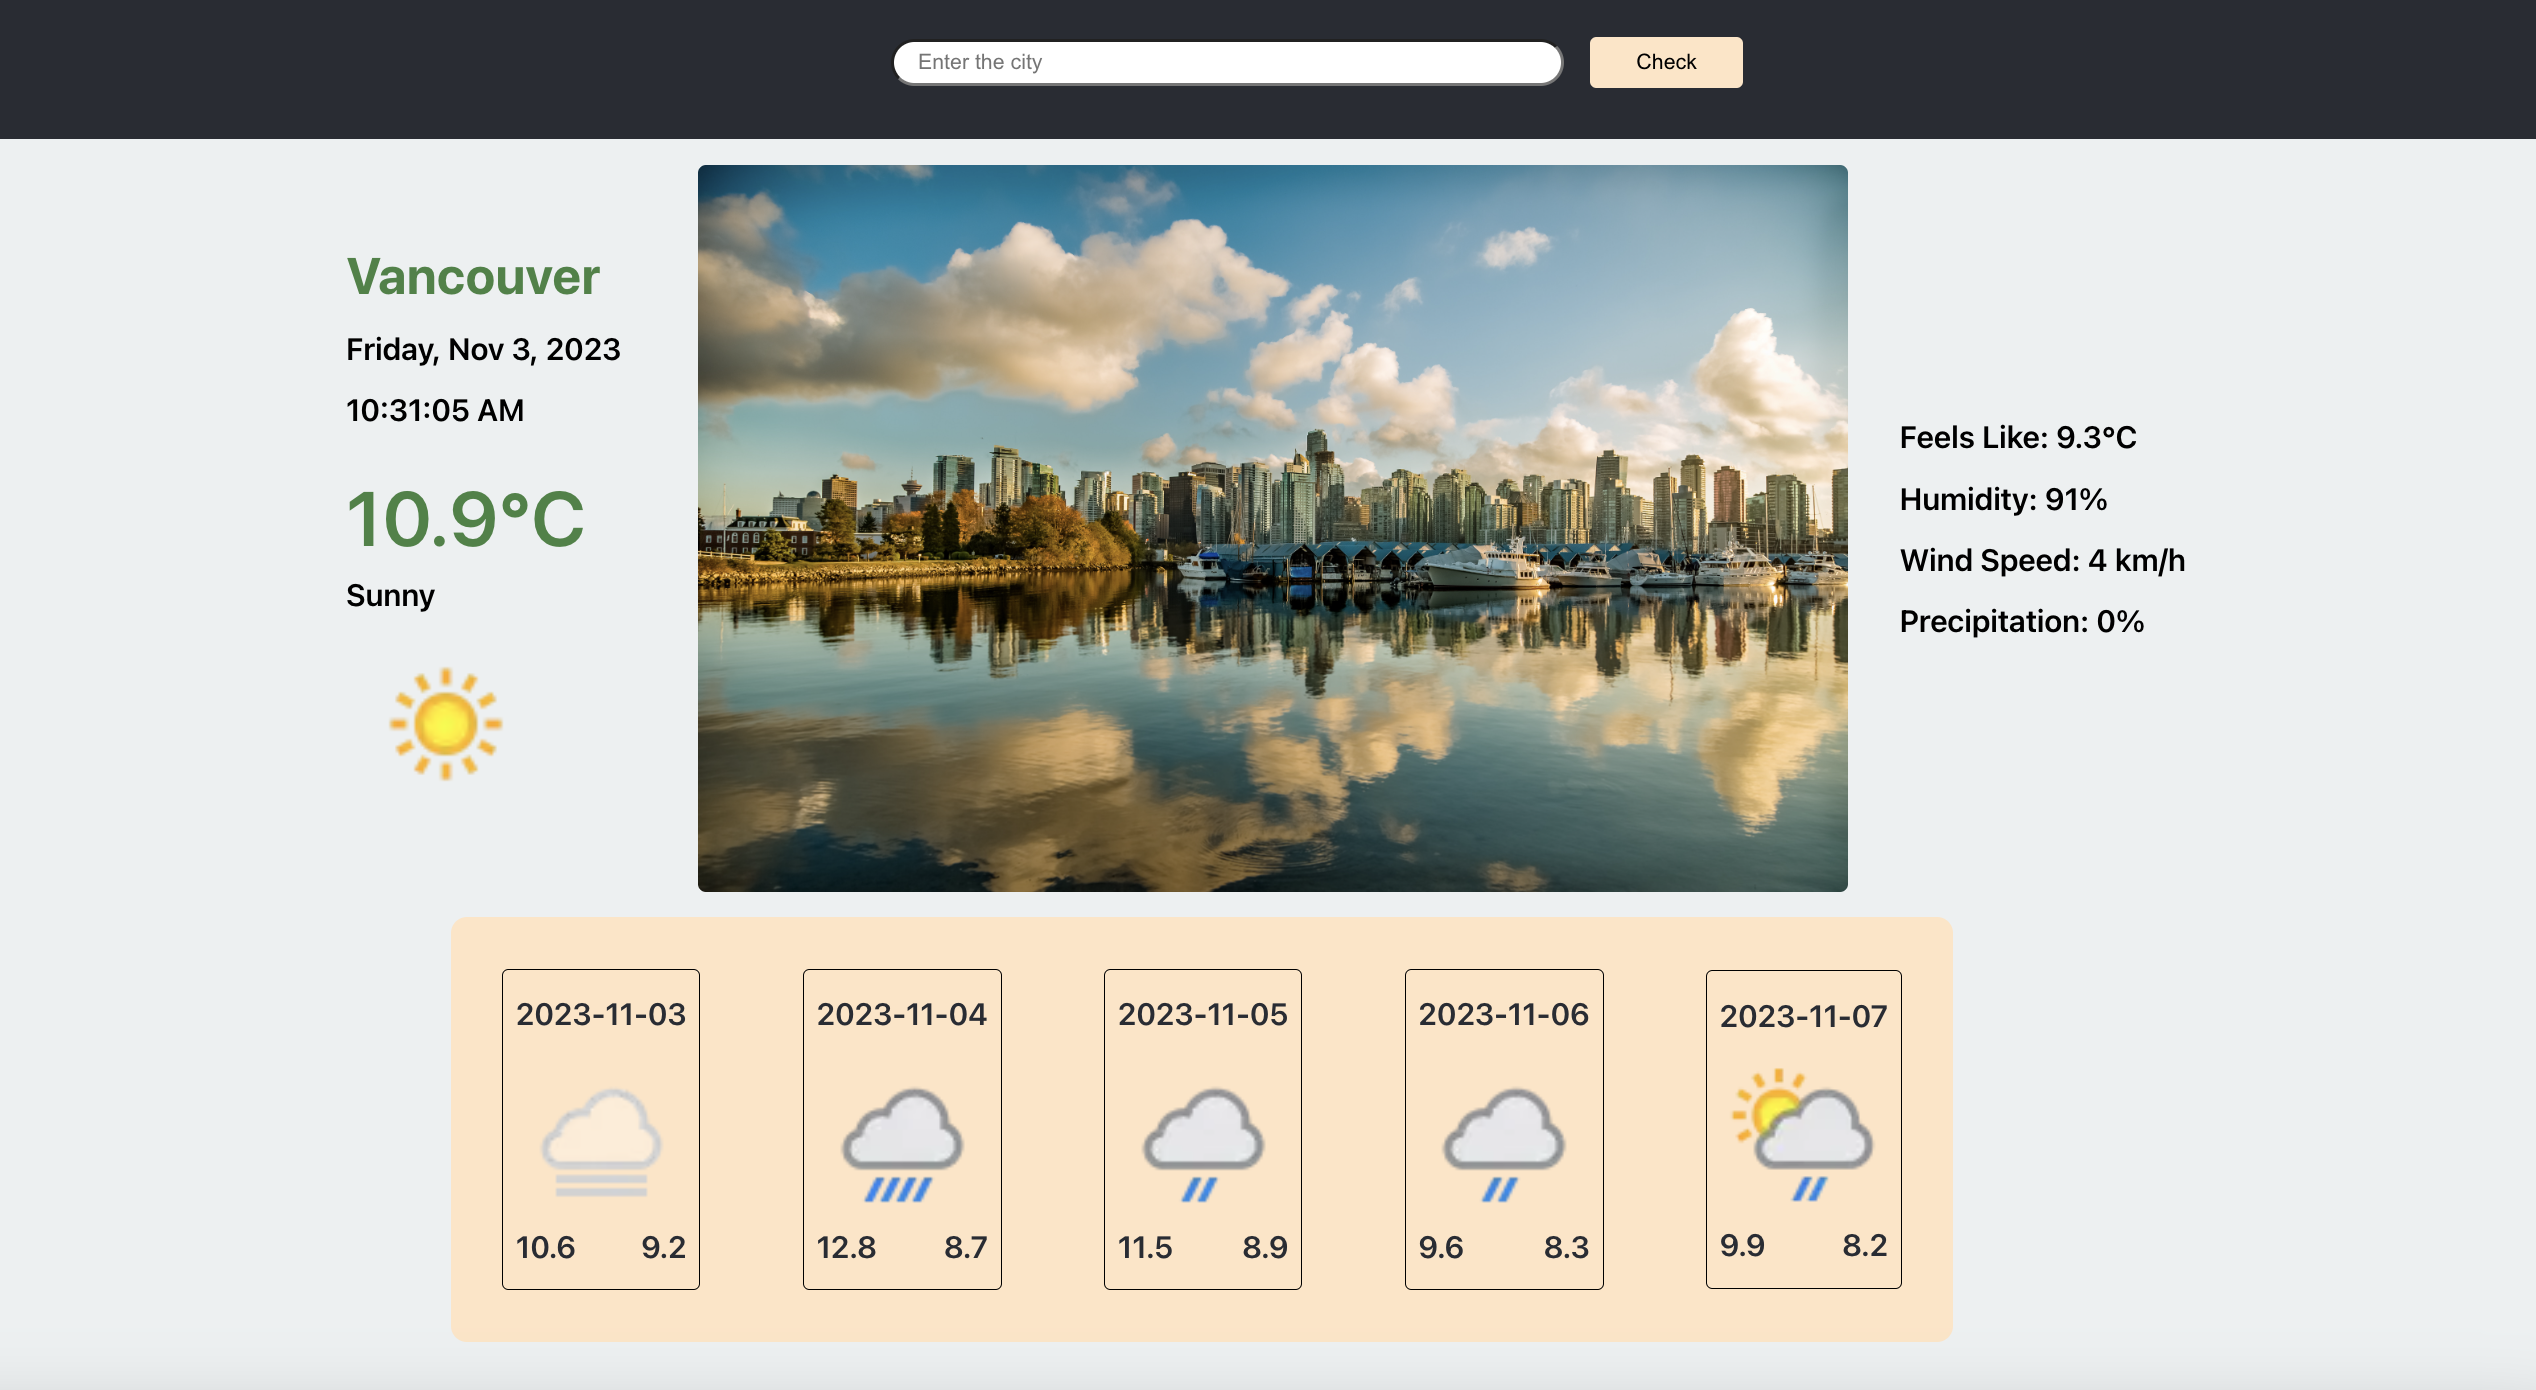 Enter the city
Check
Vancouver
Friday, Nov 3, 2023
10:31:05 AM
10.9°C
Sunny
Feels Like: 9.3°C
Humidity: 91%
Wind Speed: 4 km/h
Precipitation: 0%
2023-11-03
10.6 9.2
2023-11-04
12.8 8.7
2023-11-05
11.5 8.9
2023-11-06
9.6 8.3
2023-11-07
9.9 8.2